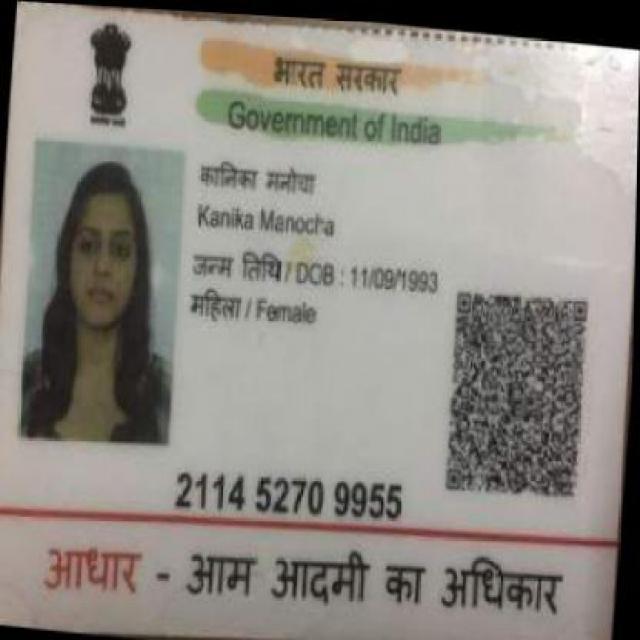 भारत सरकार
Government of India
कानिका मनोचा
Kanika Manocha
जन्म तिथि / DOB : 11/09/1993
महिला / Female
2114 5270 9955
आधार - आम आदमी का अधिकार